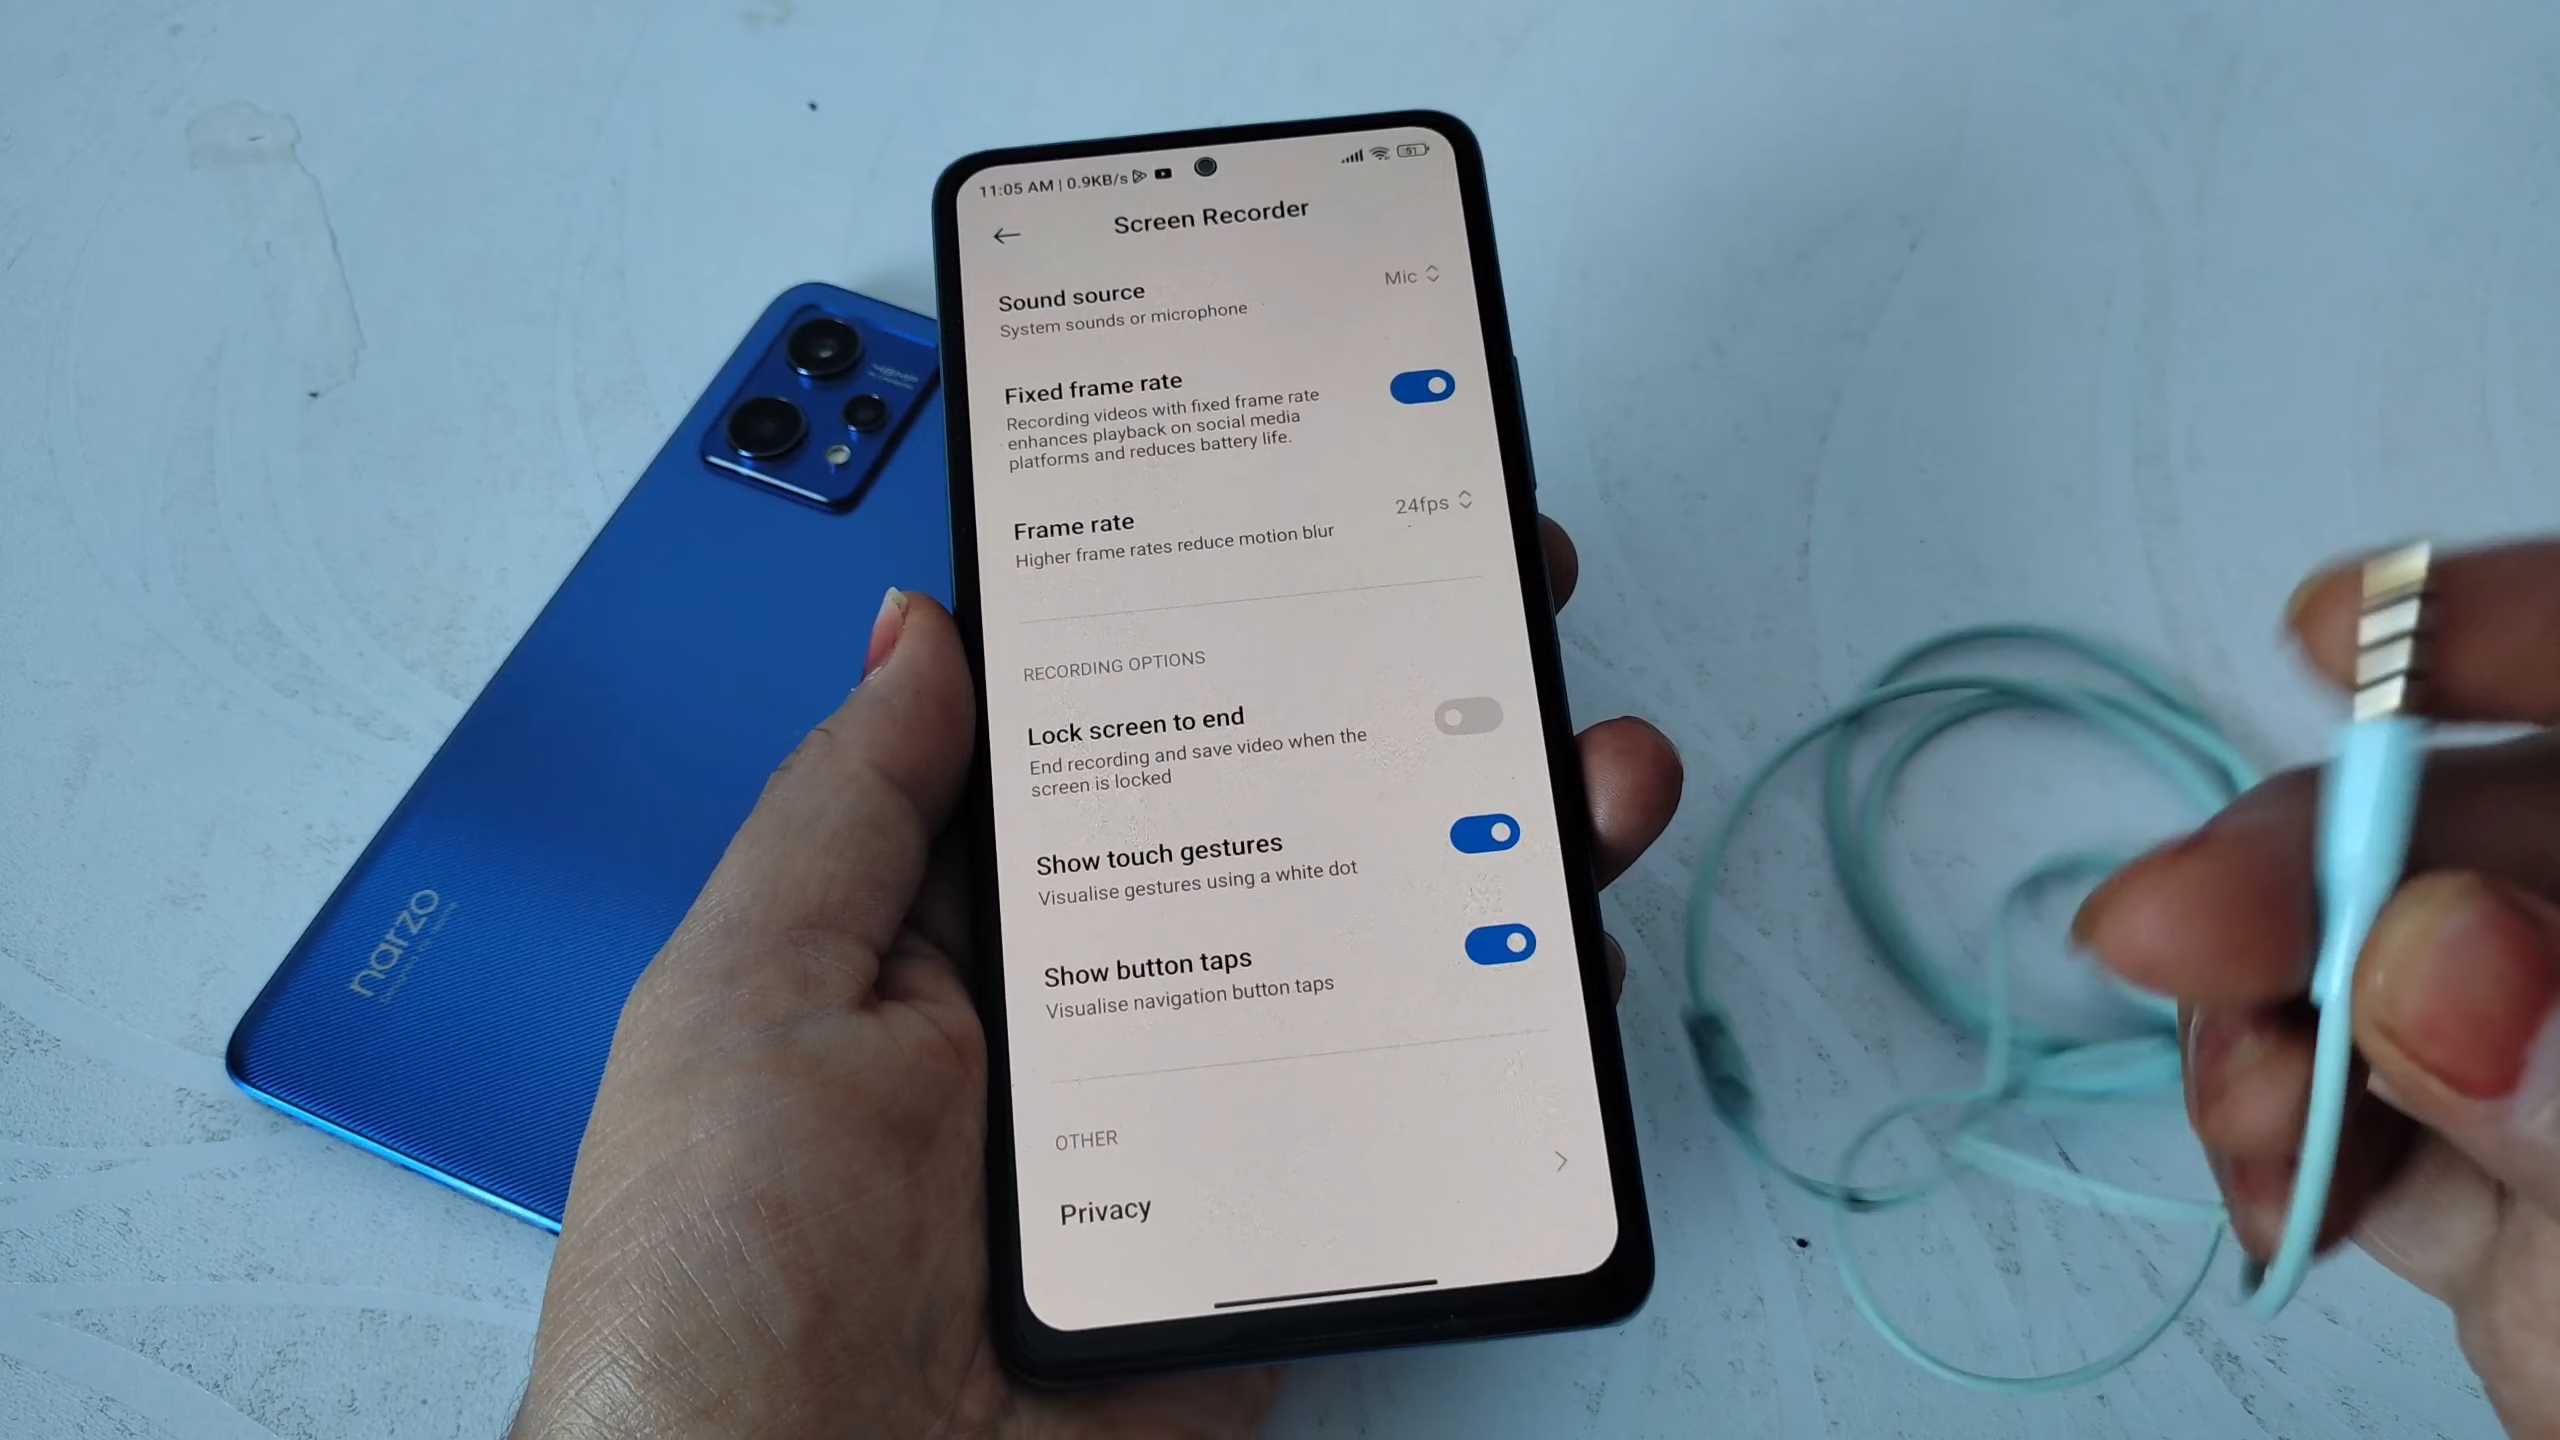 11:05 AM | 0.9KB/s
51
Screen Recorder
Sound source
Mic
System sounds or microphone
Fixed frame rate
Recording videos with fixed frame rate
enhances playback on social media
platforms and reduces battery life.
Frame rate
24fps
Higher frame rates reduce motion blur
RECORDING OPTIONS
Lock screen to end
End recording and save video when the
screen is locked
Show touch gestures
Visualise gestures using a white dot
Show button taps
Visualise navigation button taps
OTHER
Privacy
48MP
narzo